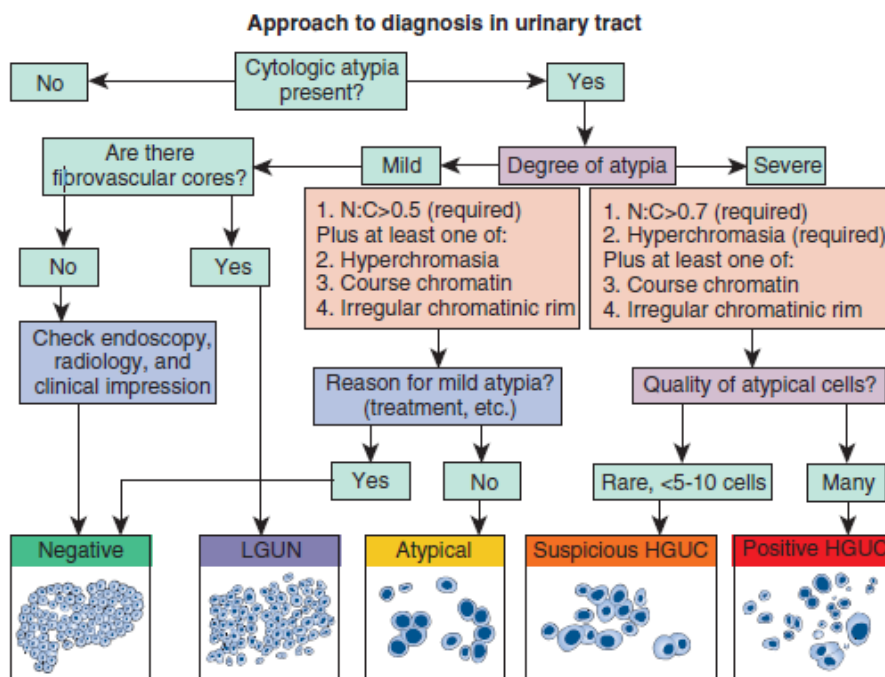 Approach to diagnosis in urinary tract
No
Cytologic atypia
present?
Yes
Are there
fibrovascular cores?
Mild
Degree of atypia
Severe
1. N:C>0.5 (required)
Plus at least one of:
2. Hyperchromasia
3. Course chromatin
4. Irregular chromatinic rim
1. N:C>0.7 (required)
2. Hyperchromasia (required)
Plus at least one of:
3. Course chromatin
4. Irregular chromatinic rim
No
Yes
Check endoscopy,
radiology, and
clinical impression
Reason for mild atypia?
(treatment, etc.)
Quality of atypical cells?
Yes
No
Rare, <5-10 cells
Many
Negative
LGUN
Atypical
Suspicious HGUC
Positive HGUC